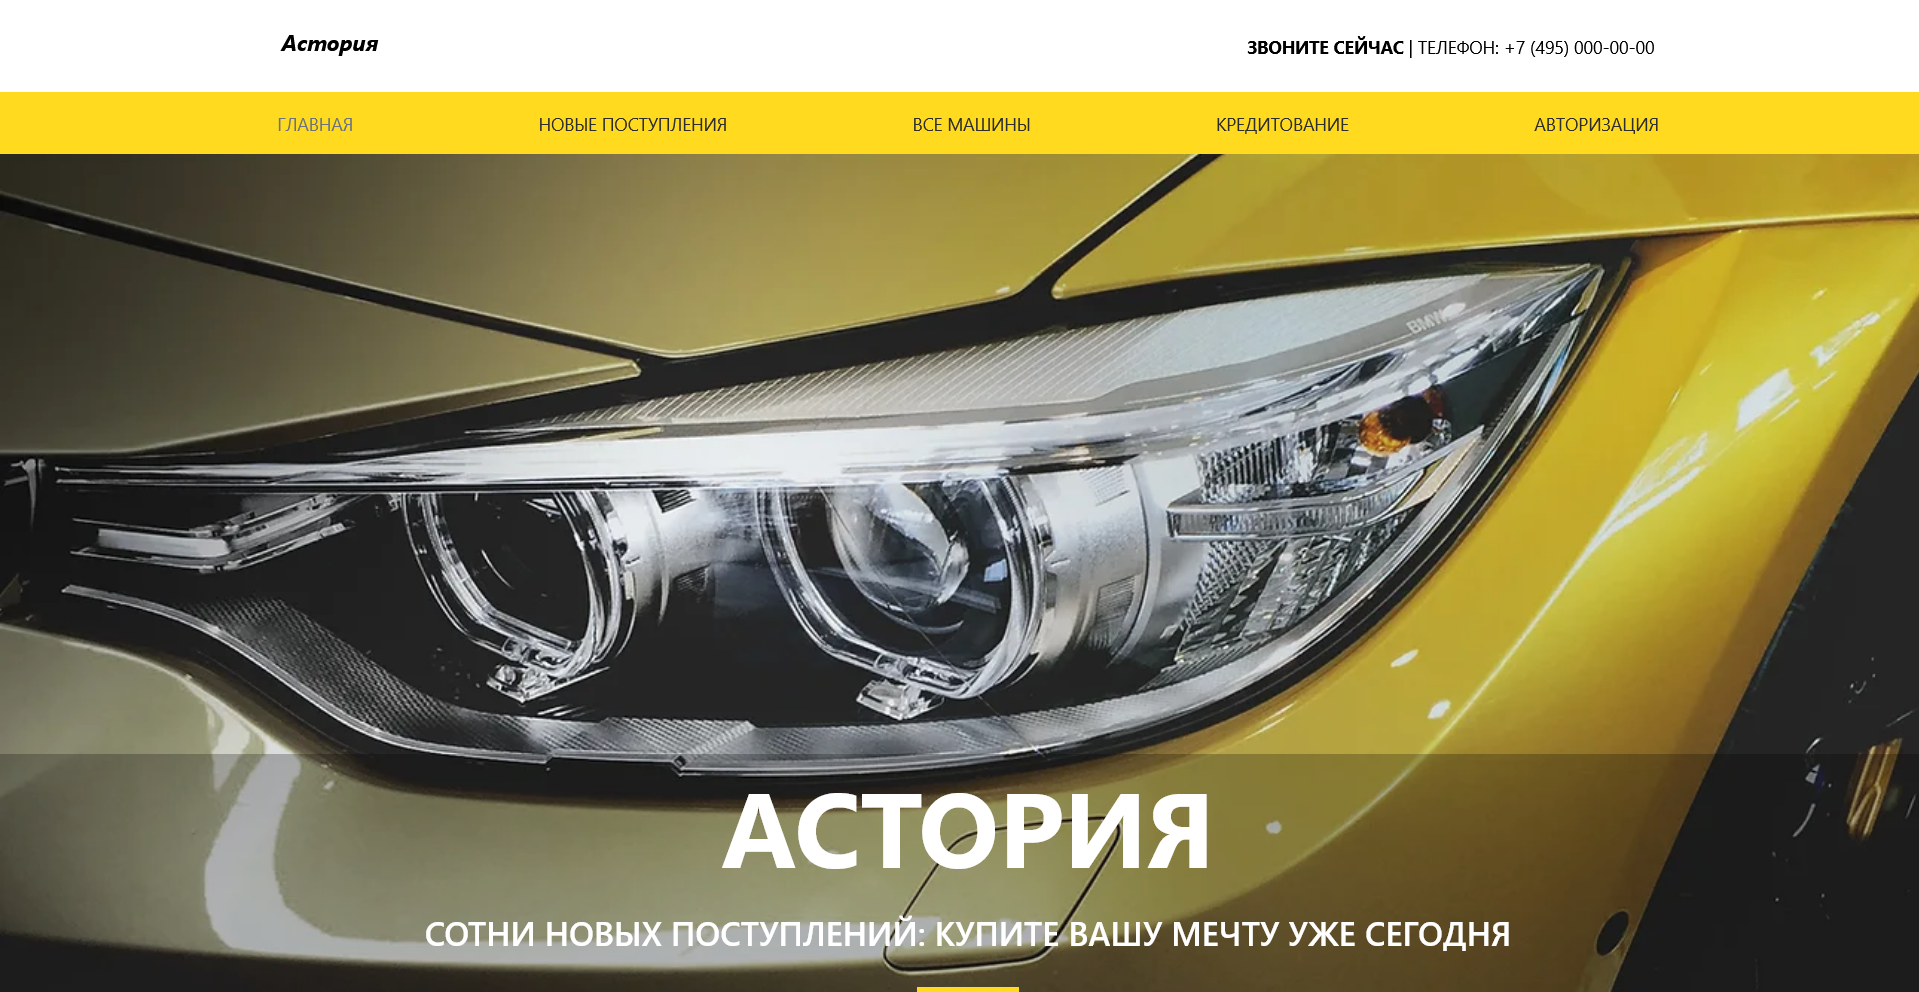 Астория
ЗВОНИТЕ СЕЙЧАС | ТЕЛЕФОН: +7 (495) 000-00-00
ГЛАВНАЯ НОВЫЕ ПОСТУПЛЕНИЯ ВСЕ МАШИНЫ КРЕДИТОВАНИЕ АВТОРИЗАЦИЯ
BMW
АСТОРИЯ
СОТНИ НОВЫХ ПОСТУПЛЕНИЙ: КУПИТЕ ВАШУ МЕЧТУ УЖЕ СЕГОДНЯ